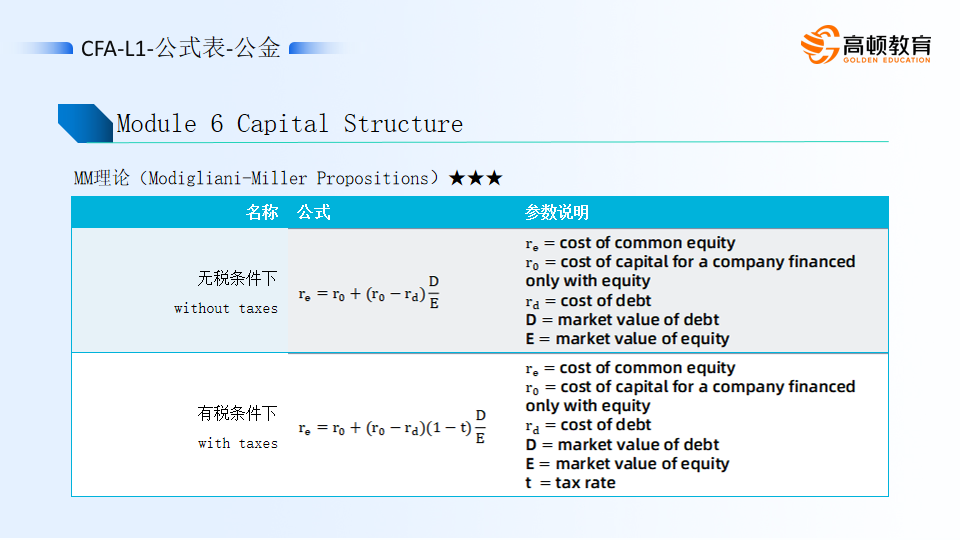 CFA-L1-公式表-公金
高顿教育
GOLDEN EDUCATION
Module 6 Capital Structure
MM理论（Modigliani-Miller Propositions）★★★
名称 公式 参数说明
无税条件下
without taxes
rₑ = r₀ + (r₀ − r_d) D/E
rₑ = cost of common equity
r₀ = cost of capital for a company financed
only with equity
r_d = cost of debt
D = market value of debt
E = market value of equity
有税条件下
with taxes
rₑ = r₀ + (r₀ − r_d)(1 − t) D/E
rₑ = cost of common equity
r₀ = cost of capital for a company financed
only with equity
r_d = cost of debt
D = market value of debt
E = market value of equity
t = tax rate